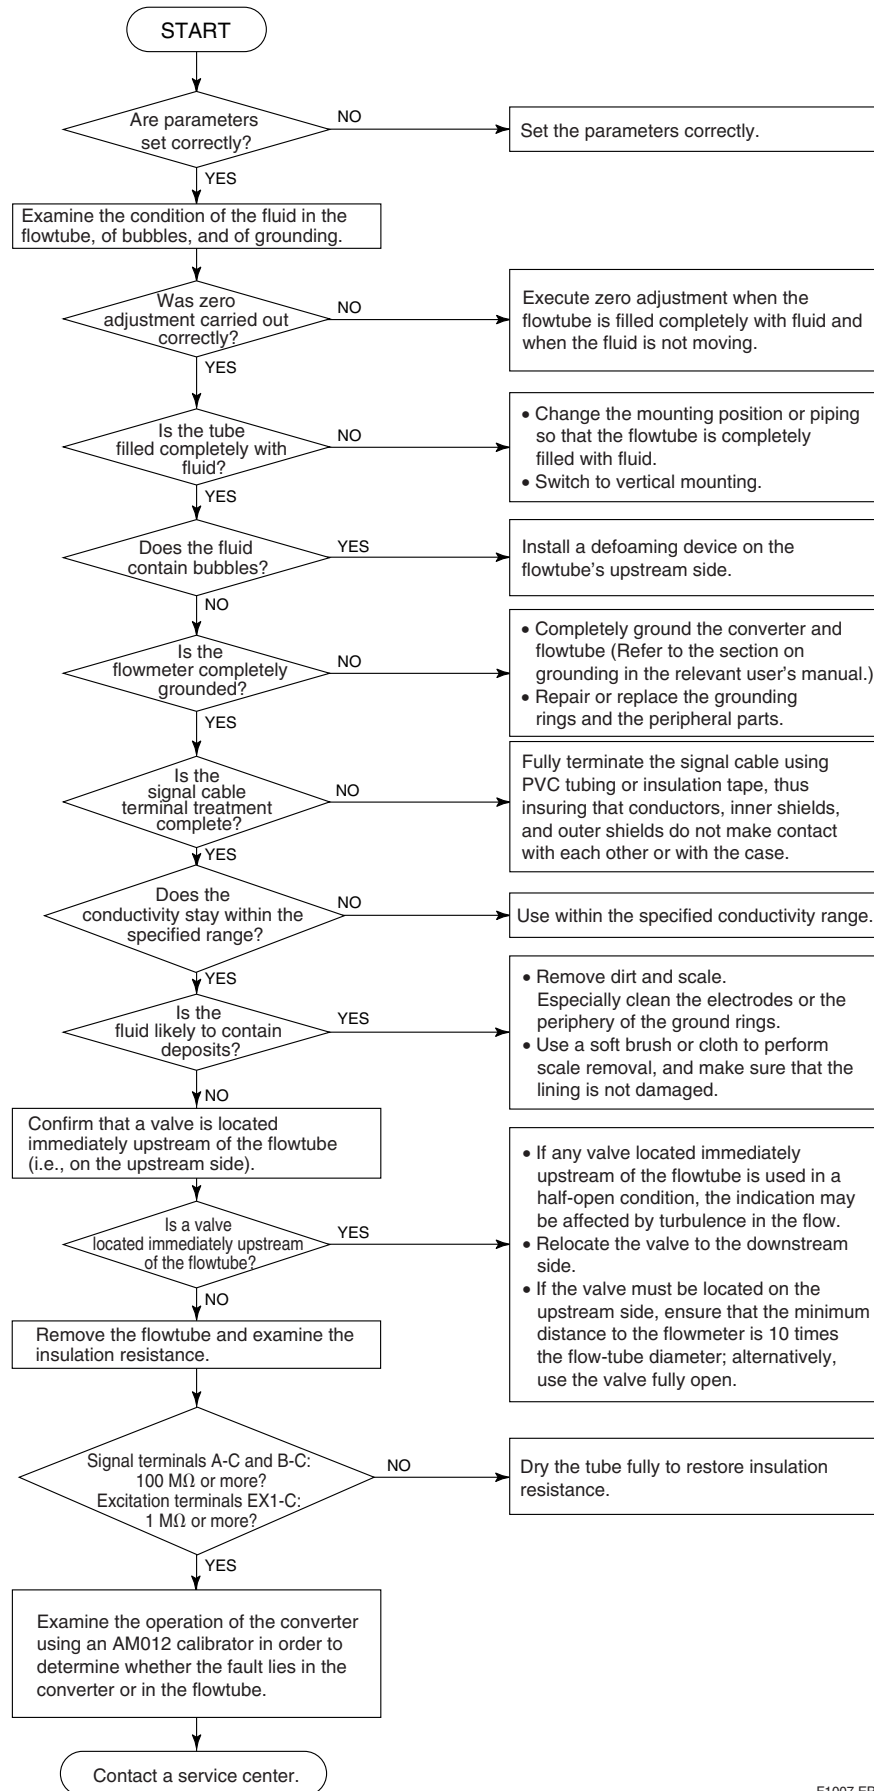 START
Are parameters
set correctly?
NO
Set the parameters correctly.
YES
Examine the condition of the fluid in the
flowtube, of bubbles, and of grounding.
Was zero
adjustment carried out
correctly?
NO
Execute zero adjustment when the
flowtube is filled completely with fluid and
when the fluid is not moving.
YES
Is the tube
filled completely with
fluid?
NO
• Change the mounting position or piping
so that the flowtube is completely
filled with fluid.
• Switch to vertical mounting.
YES
Does the fluid
contain bubbles?
YES
Install a defoaming device on the
flowtube's upstream side.
NO
Is the
flowmeter completely
grounded?
NO
• Completely ground the converter and
flowtube (Refer to the section on
grounding in the relevant user's manual.)
• Repair or replace the grounding
rings and the peripheral parts.
YES
Is the
signal cable
terminal treatment
complete?
NO
Fully terminate the signal cable using
PVC tubing or insulation tape, thus
insuring that conductors, inner shields,
and outer shields do not make contact
with each other or with the case.
YES
Does the
conductivity stay within the
specified range?
NO
Use within the specified conductivity range.
YES
Is the
fluid likely to contain
deposits?
YES
• Remove dirt and scale.
Especially clean the electrodes or the
periphery of the ground rings.
• Use a soft brush or cloth to perform
scale removal, and make sure that the
lining is not damaged.
NO
Confirm that a valve is located
immediately upstream of the flowtube
(i.e., on the upstream side).
Is a valve
located immediately upstream
of the flowtube?
YES
• If any valve located immediately
upstream of the flowtube is used in a
half-open condition, the indication may
be affected by turbulence in the flow.
• Relocate the valve to the downstream
side.
• If the valve must be located on the
upstream side, ensure that the minimum
distance to the flowmeter is 10 times
the flow-tube diameter; alternatively,
use the valve fully open.
NO
Remove the flowtube and examine the
insulation resistance.
Signal terminals A-C and B-C:
100 MΩ or more?
Excitation terminals EX1-C:
1 MΩ or more?
NO
Dry the tube fully to restore insulation
resistance.
YES
Examine the operation of the converter
using an AM012 calibrator in order to
determine whether the fault lies in the
converter or in the flowtube.
Contact a service center.